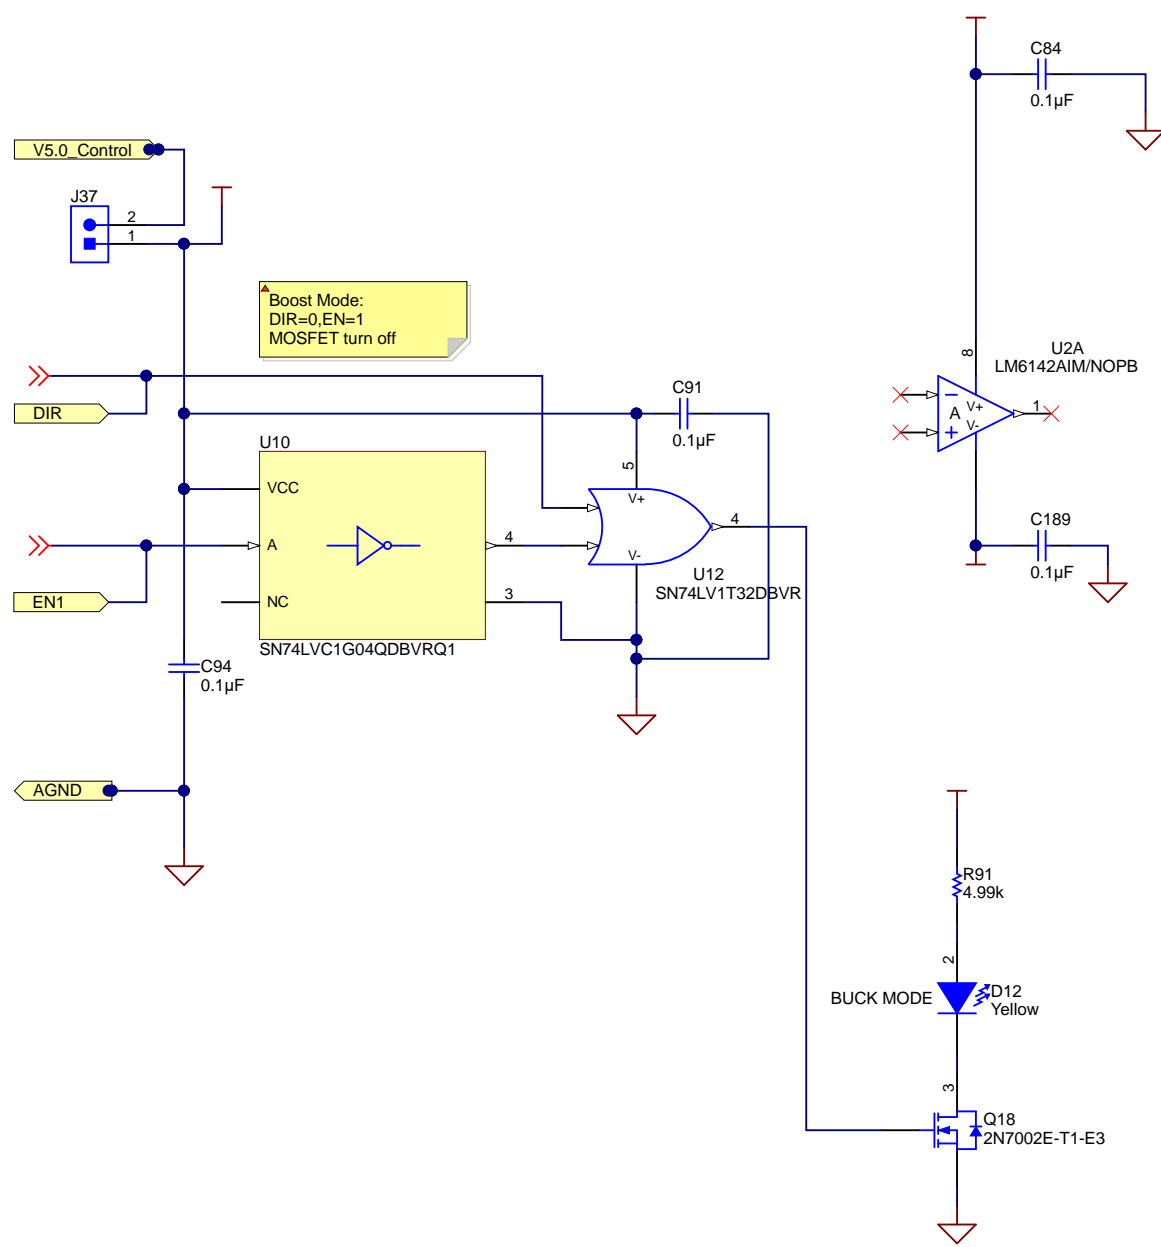 C84
0.1µF
V5.0_Control
J37
2
1
Boost Mode:
DIR=0,EN=1
MOSFET turn off
8
U2A
LM6142AIM/NOPB
V+
A
V-
1
DIR
C91
0.1µF
U10
5
VCC
V+
4
A
4
V-
C189
0.1µF
EN1
NC
3
U12
SN74LV1T32DBVR
SN74LVC1G04QDBVRQ1
C94
0.1µF
AGND
R91
4.99k
2
BUCK MODE
D12
Yellow
3
Q18
2N7002E-T1-E3